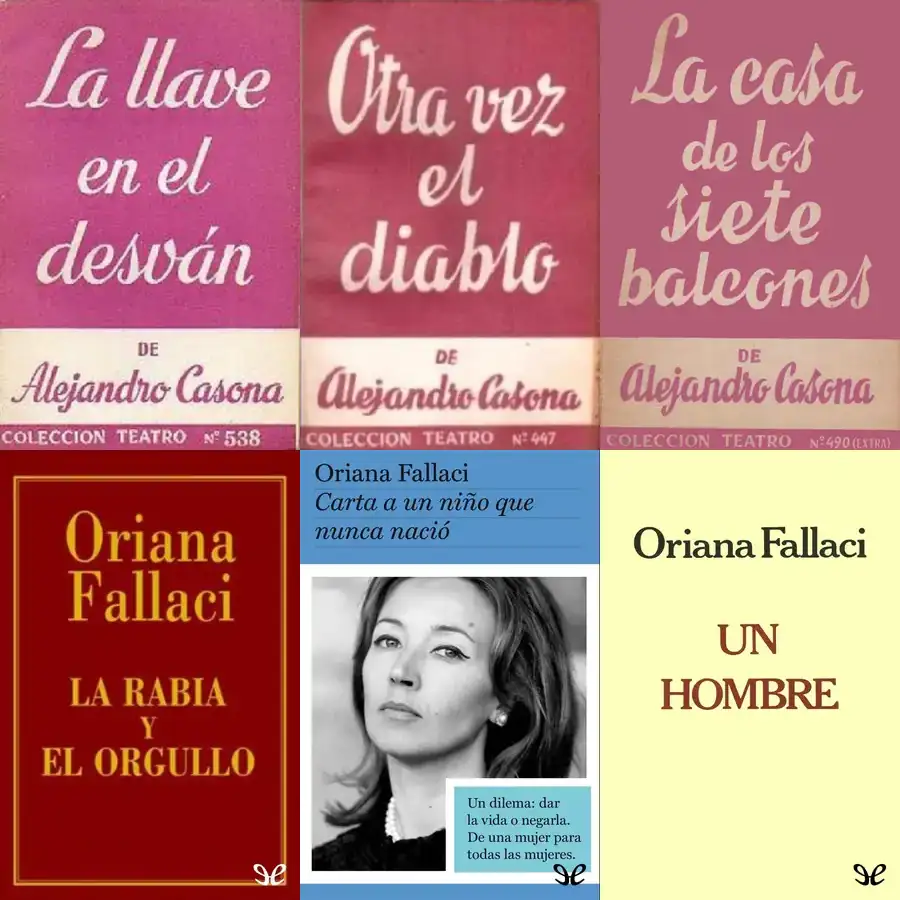 La llave
en el
desván
DE
Alejandro Casona
COLECCION TEATRO Nº 538
Otra vez
el
diablo
DE
Alejandro Casona
COLECCION TEATRO Nº 447
La casa
de los
siete
balcones
DE
Alejandro Casona
COLECCION TEATRO Nº 490 (EXTRA)
Oriana
Fallaci
LA RABIA
Y
EL ORGULLO
Oriana Fallaci
Carta a un niño que
nunca nació
Un dilema: dar
la vida o negarla.
De una mujer para
todas las mujeres.
Oriana Fallaci
UN
HOMBRE